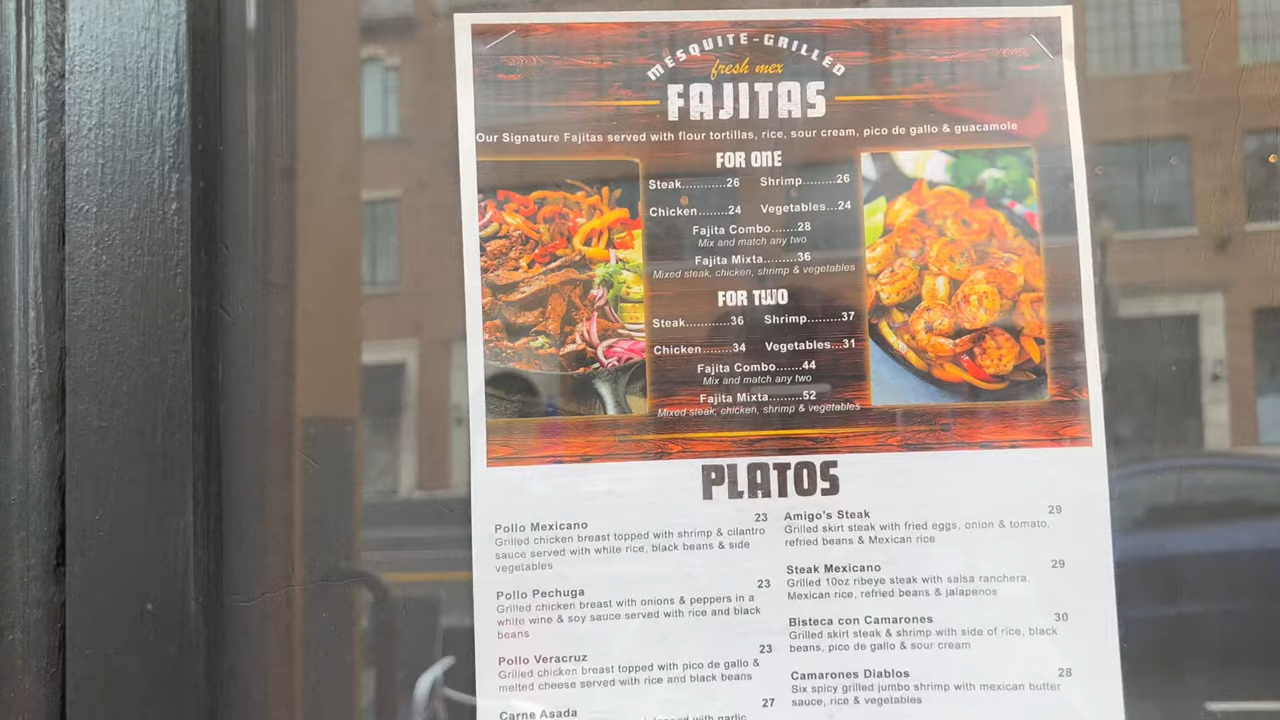 MESQUITE-GRILLED
fresh mex
FAJITAS
Our Signature Fajitas served with flour tortillas, rice, sour cream, pico de gallo & guacamole
FOR ONE
Steak............26 Shrimp.........26
Chicken........24 Vegetables...24
Fajita Combo.......28
Mix and match any two
Fajita Mixta.........36
Mixed steak, chicken, shrimp & vegetables
FOR TWO
Steak............36 Shrimp.........37
Chicken........34 Vegetables...31
Fajita Combo.......44
Mix and match any two
Fajita Mixta.........52
Mixed steak, chicken, shrimp & vegetables
PLATOS
Pollo Mexicano 23
Grilled chicken breast topped with shrimp & cilantro
sauce served with white rice, black beans & side
vegetables
Pollo Pechuga 23
Grilled chicken breast with onions & peppers in a
white wine & soy sauce served with rice and black
beans
Pollo Veracruz 23
Grilled chicken breast topped with pico de gallo &
melted cheese served with rice and black beans
Carne Asada 27
topped with garlic
Amigo's Steak 29
Grilled skirt steak with fried eggs, onion & tomato,
refried beans & Mexican rice
Steak Mexicano 29
Grilled 10oz ribeye steak with salsa ranchera,
Mexican rice, refried beans & jalapenos
Bisteca con Camarones 30
Grilled skirt steak & shrimp with side of rice, black
beans, pico de gallo & sour cream
Camarones Diablos 28
Six spicy grilled jumbo shrimp with mexican butter
sauce, rice & vegetables